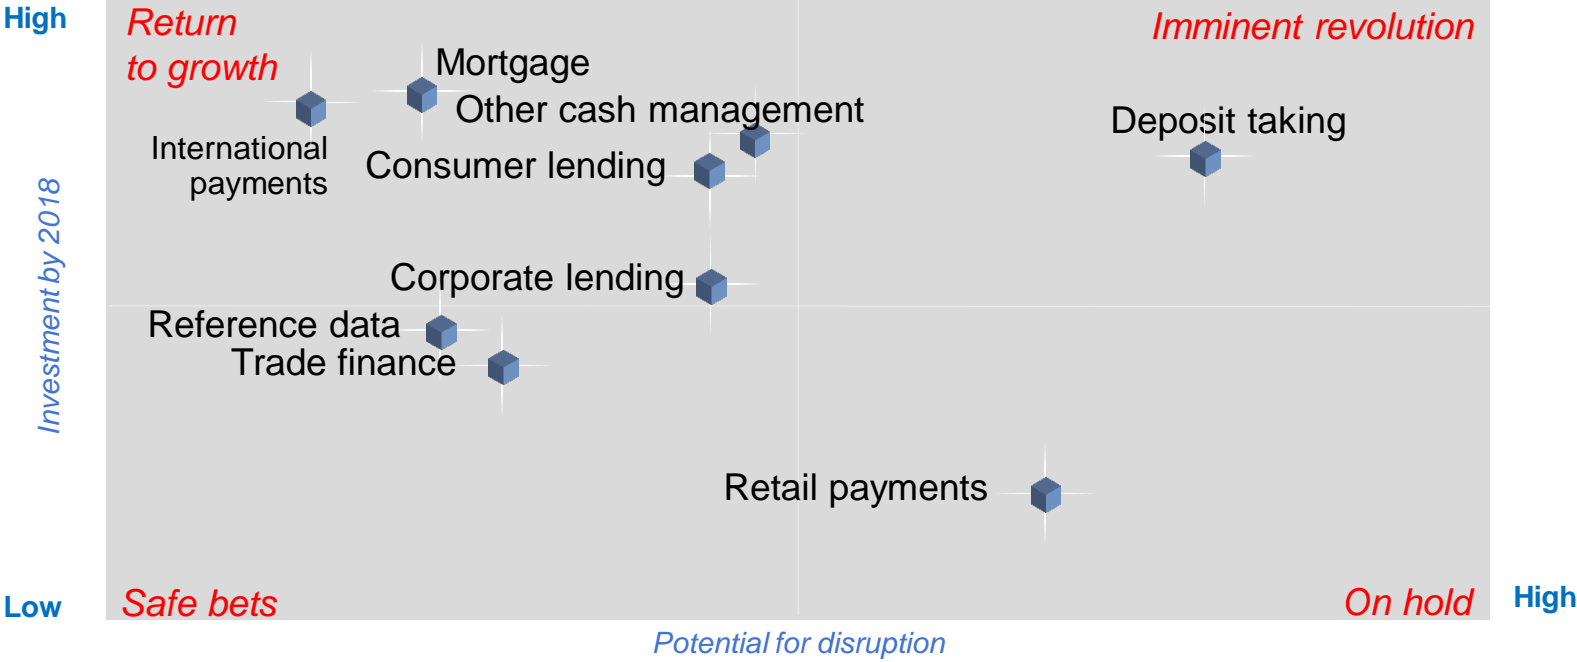 High
Return
to growth
Imminent revolution
Mortgage
Other cash management
Deposit taking
International
payments
Consumer lending
Investment by 2018
Corporate lending
Reference data
Trade finance
Retail payments
Low
Safe bets
On hold
High
Potential for disruption